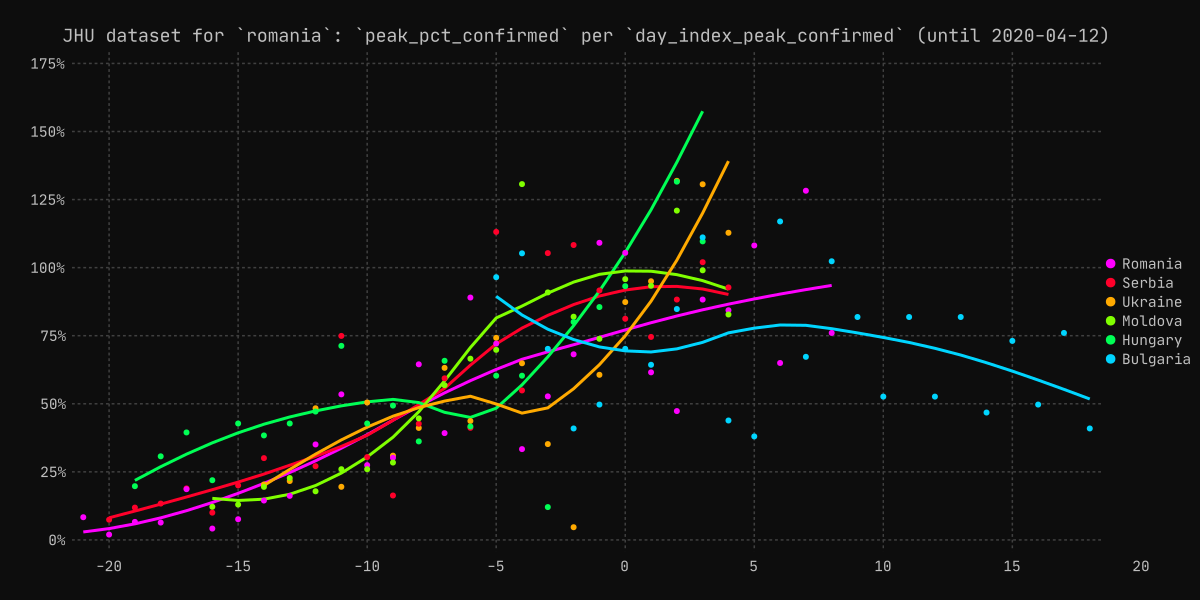 JHU dataset for `romania`: `peak_pct_confirmed` per `day_index_peak_confirmed` (until 2020-04-12)
175%
150%
125%
100%
75%
50%
25%
0%
-20 -15 -10 -5 0 5 10 15 20
Romania
Serbia
Ukraine
Moldova
Hungary
Bulgaria